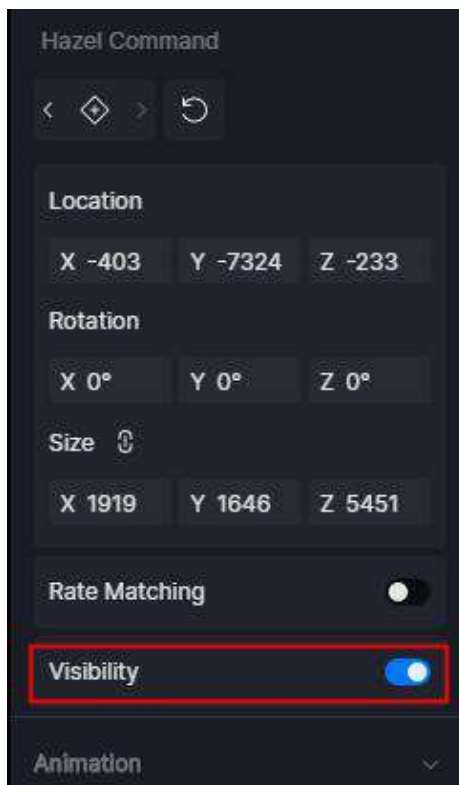 Hazel Command
Location
X -403 Y -7324 Z -233
Rotation
X 0° Y 0° Z 0°
Size
X 1919 Y 1646 Z 5451
Rate Matching
Visibility
Animation